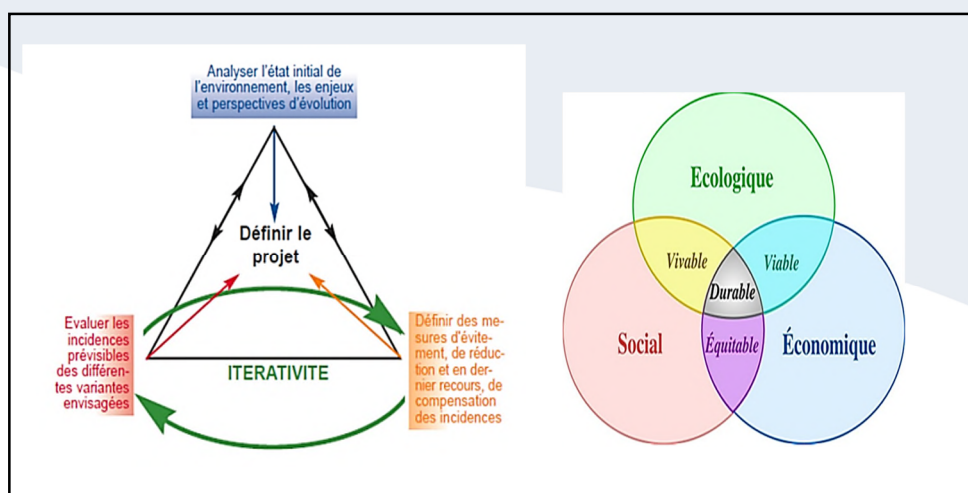 Analyser l'état initial de
l'environnement, les enjeux
et perspectives d'évolution
Définir le
projet
Evaluer les
incidences
prévisibles
des différen-
tes variantes
envisagées
ITERATIVITE
Définir des me-
sures d'évite-
ment, de réduc-
tion et en der-
nier recours, de
compensation
des incidences
Ecologique
Vivable
Viable
Durable
Social
Équitable
Économique